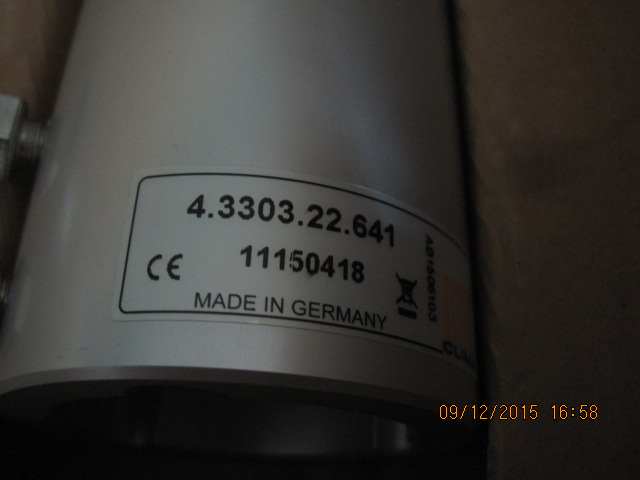 4.3303.22.641
11150418
CE
MADE IN GERMANY
AB1506103
09/12/2015 16:58